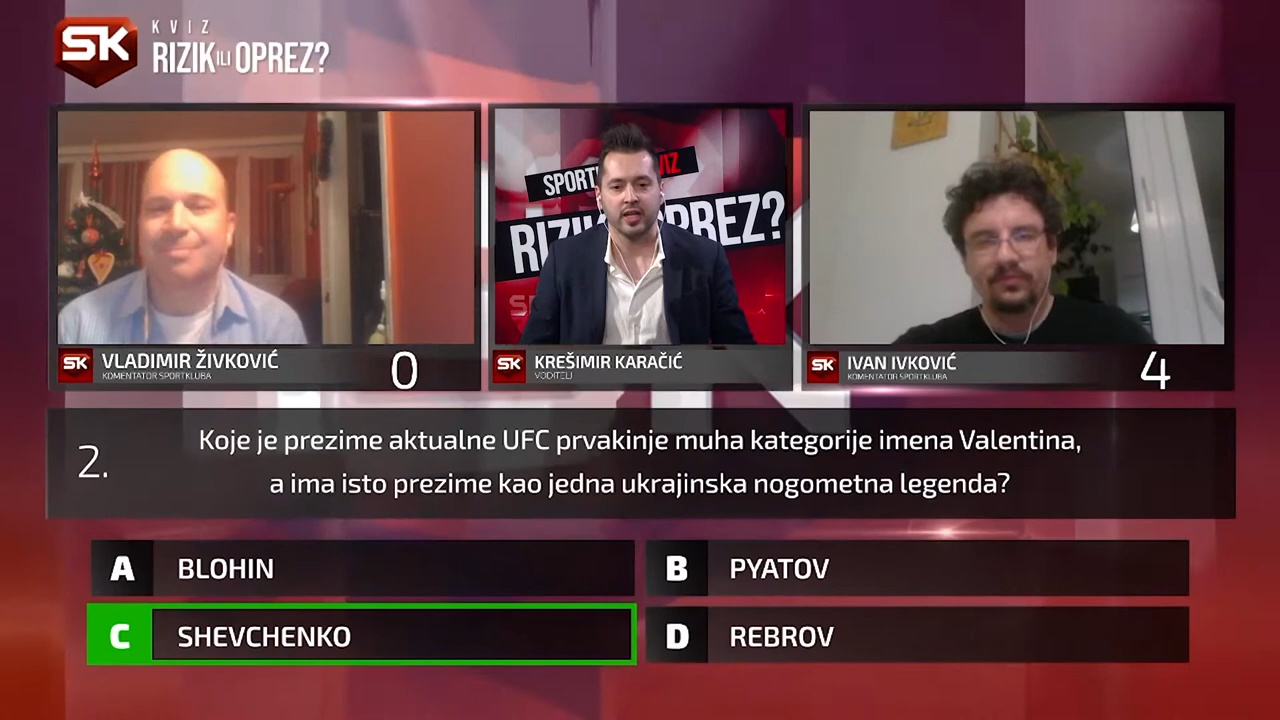 SK
KVIZ
RIZIK ILI OPREZ?
VLADIMIR ŽIVKOVIĆ
KOMENTATOR SPORTKLUBA
0
SK
KREŠIMIR KARAČIĆ
VODITELJ
SK
IVAN IVKOVIĆ
KOMENTATOR SPORTKLUBA
4
SK
2.
Koje je prezime aktualne UFC prvakinje muha kategorije imena Valentina,
a ima isto prezime kao jedna ukrajinska nogometna legenda?
A BLOHIN
B PYATOV
C SHEVCHENKO
D REBROV